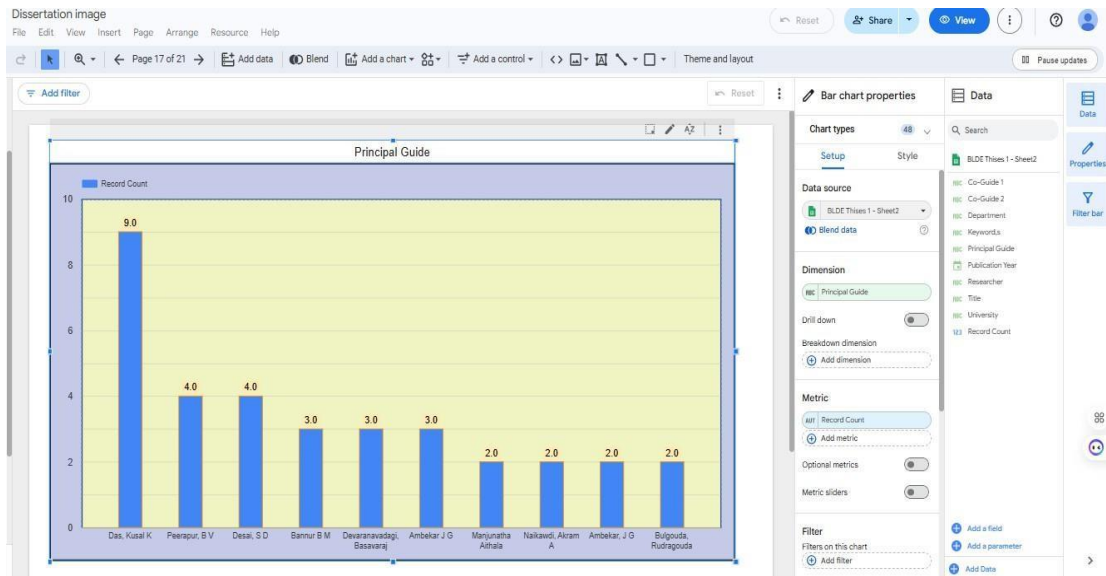 Dissertation image
Reset
Share
View
File Edit View Insert Page Arrange Resource Help
Page 17 of 21
Add data
Blend
Add a chart
Add a control
Theme and layout
Pause updates
Add filter
Reset
Principal Guide
Record Count
10
8
6
4
2
0
9.0
4.0
4.0
3.0
3.0
3.0
2.0
2.0
2.0
2.0
Das, Kusal K
Peerapur, B V
Desai, S D
Bannur B M
Devaranavadagi,
Basavaraj
Ambekar J G
Manjunatha
Aithala
Naikawdi, Akram
A
Ambekar, J G
Bulgouda,
Rudragouda
Bar chart properties
Chart types
48
Setup
Style
Data source
BLDE Thises 1 - Sheet2
Blend data
Dimension
RBC Principal Guide
Drill down
Breakdown dimension
Add dimension
Metric
AUT Record Count
Add metric
Optional metrics
Metric sliders
Filter
Filters on this chart
Add filter
Data
Search
BLDE Thises 1 - Sheet2
Co-Guide 1
Co-Guide 2
Department
Keyword,s
Principal Guide
Publication Year
Researcher
Title
University
123 Record Count
Add a field
Add a parameter
Add Data
Data
Properties
Filter bar